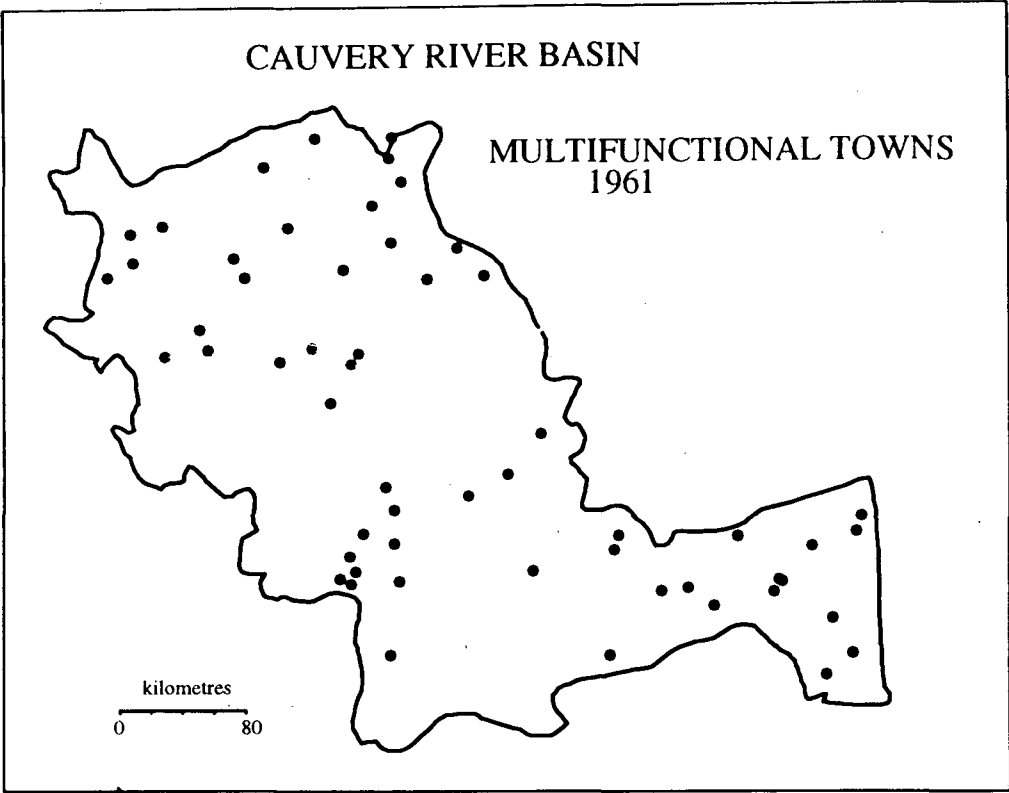 CAUVERY RIVER BASIN
MULTIFUNCTIONAL TOWNS
1961
kilometres
0 80